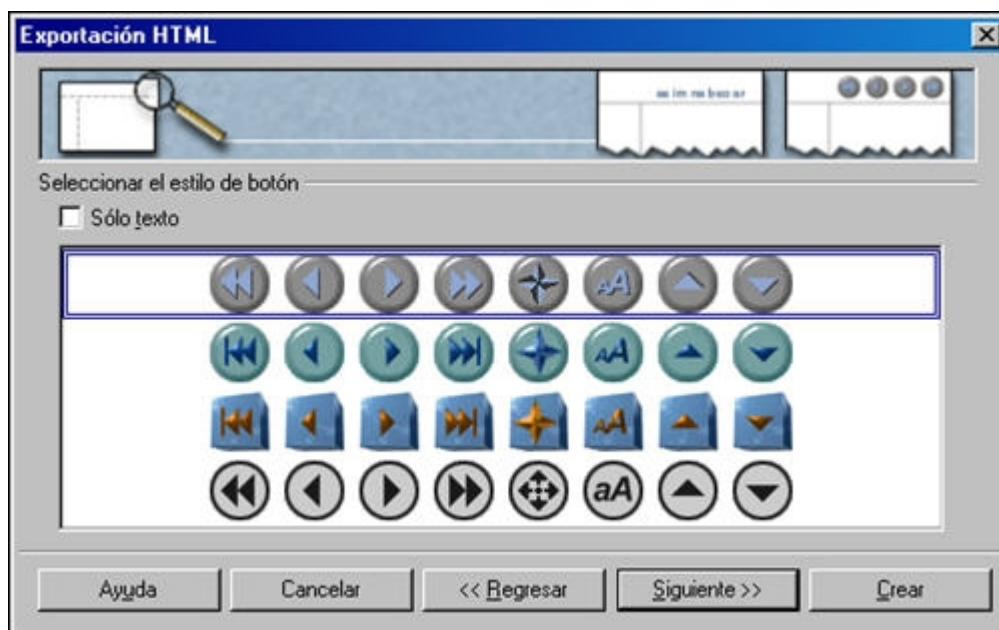 Exportación HTML
Seleccionar el estilo de botón
Sólo texto
AA
AA
AA
aA
Ayuda
Cancelar
<< Regresar
Siguiente >>
Crear